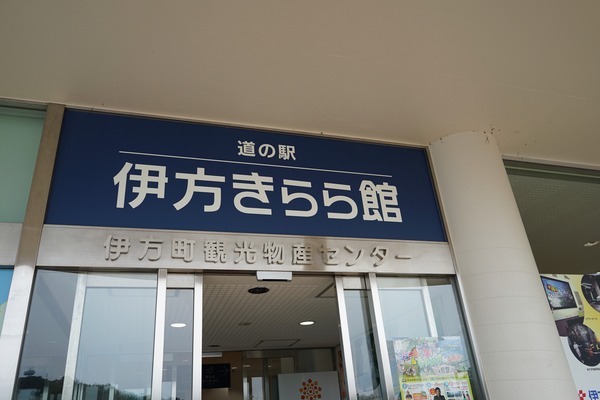 道の駅
伊方きらら館
伊方町観光物産センター